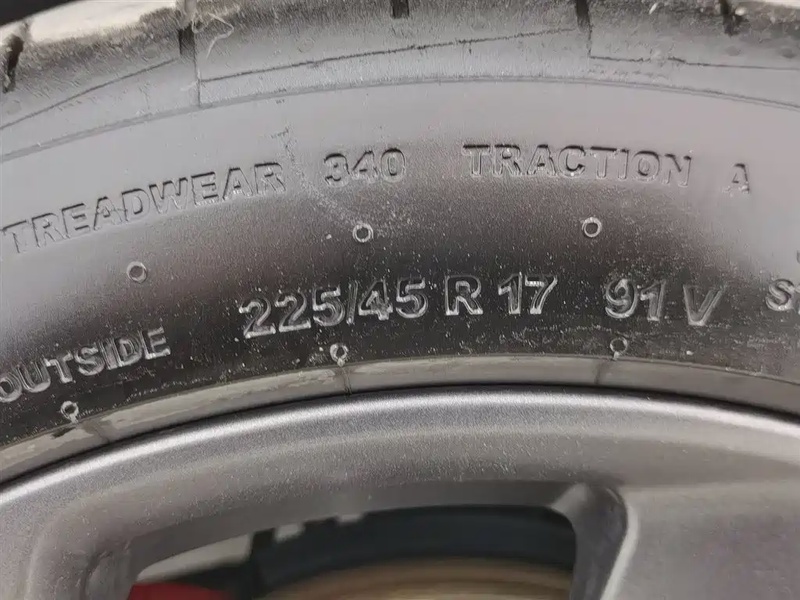 TREADWEAR 340 TRACTION A
OUTSIDE 225/45 R 17 91 V